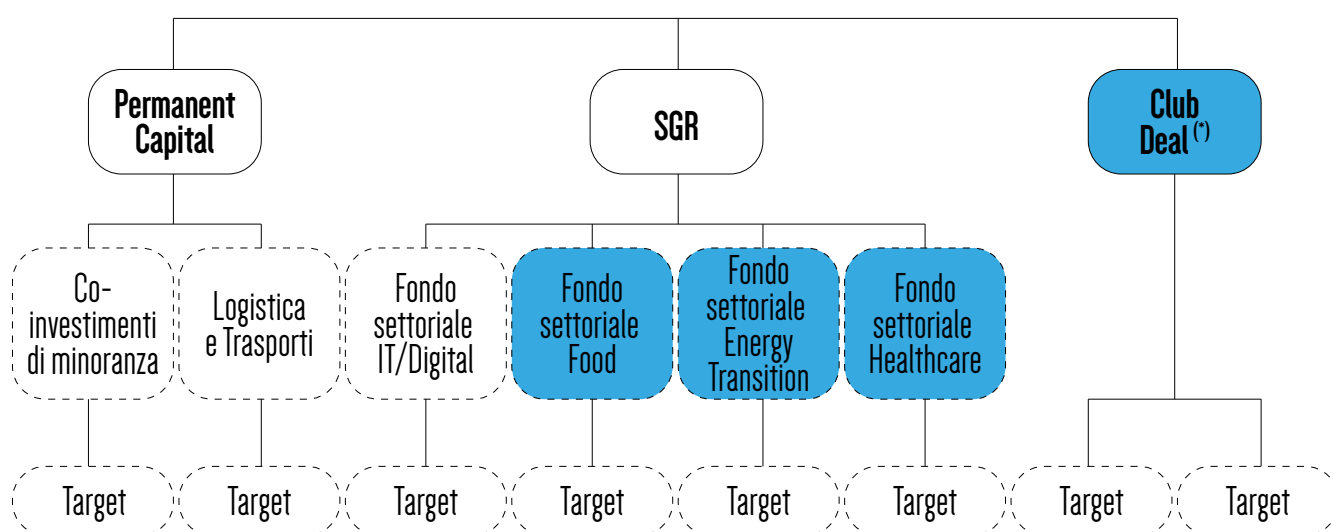 Permanent
Capital
SGR
Club
Deal (*)
Co-
investimenti
di minoranza
Logistica
e Trasporti
Fondo
settoriale
IT/Digital
Fondo
settoriale
Food
Fondo
settoriale
Energy
Transition
Fondo
settoriale
Healthcare
Target
Target
Target
Target
Target
Target
Target
Target